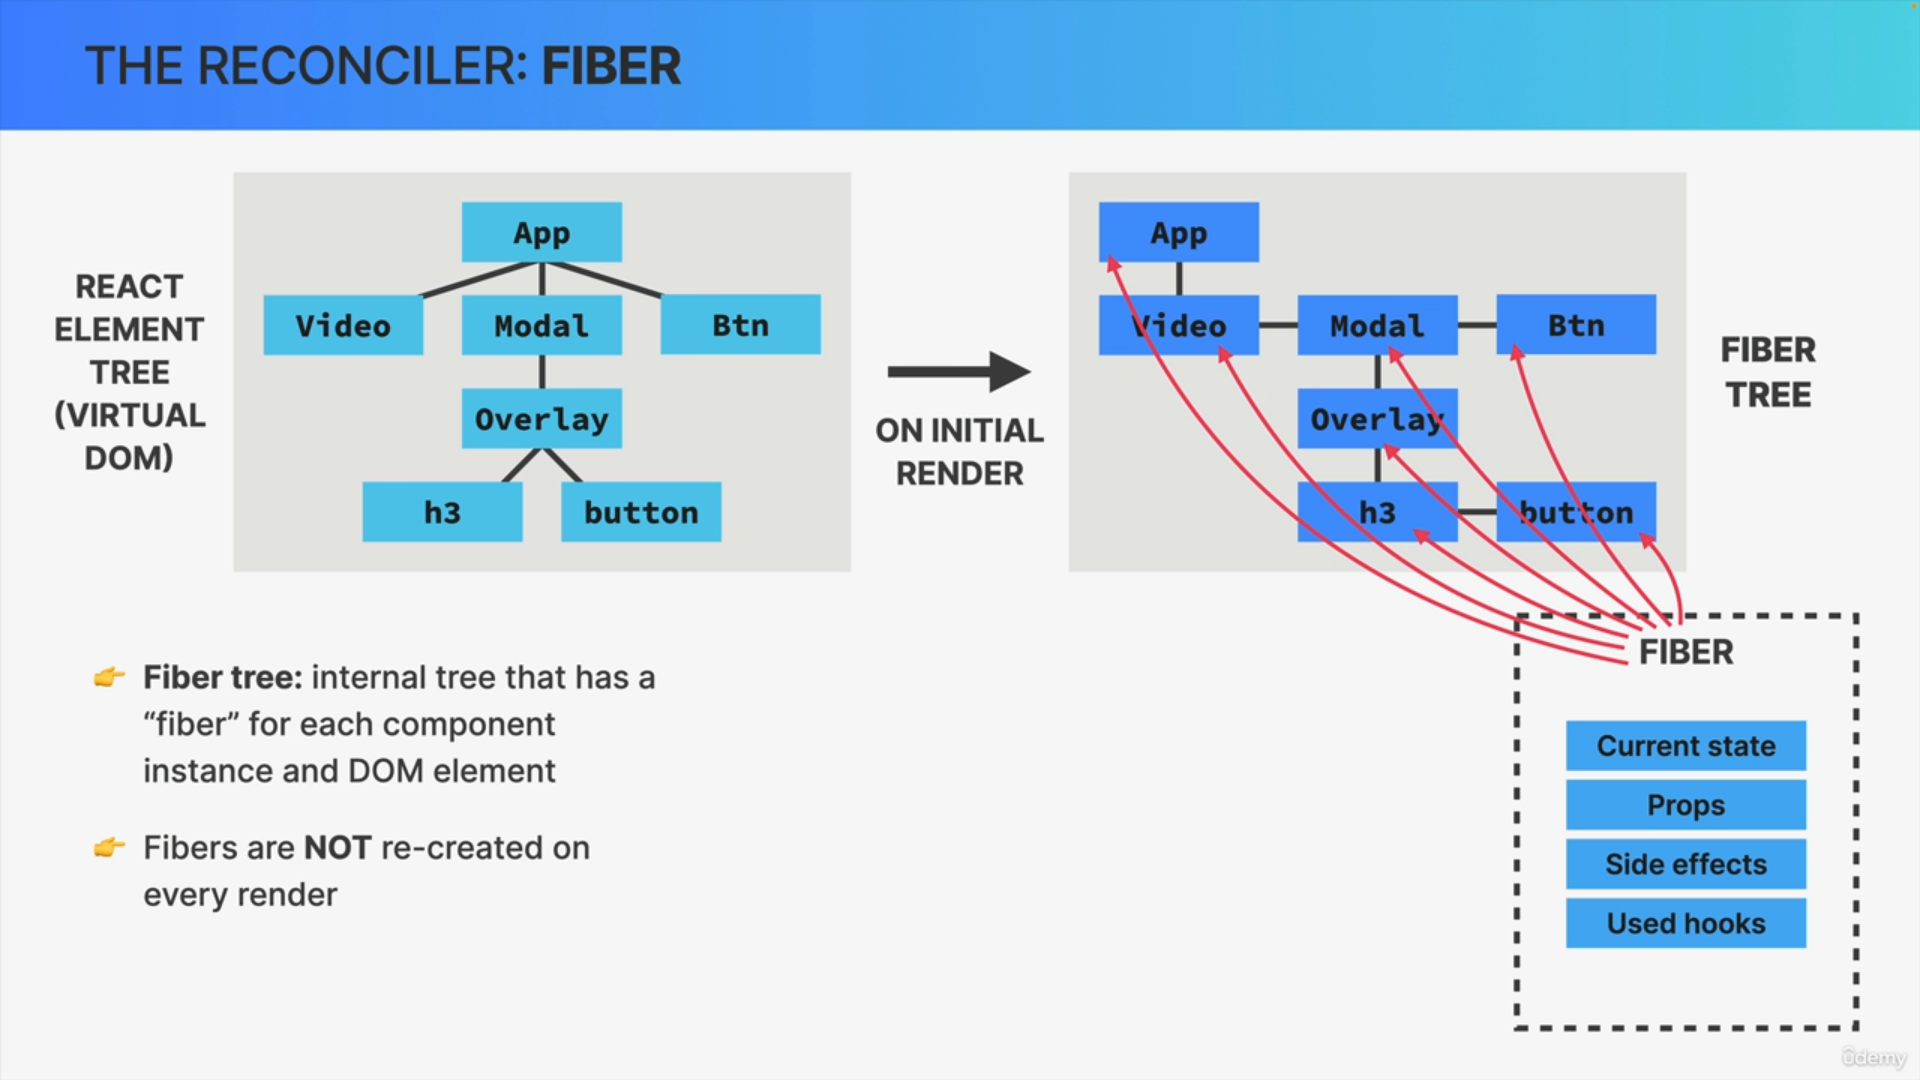 THE RECONCILER: FIBER
REACT
ELEMENT
TREE
(VIRTUAL
DOM)
App
Video
Modal
Btn
Overlay
h3
button
ON INITIAL
RENDER
App
Video
Modal
Btn
Overlay
h3
button
FIBER
TREE
👉 Fiber tree: internal tree that has a
“fiber” for each component
instance and DOM element
👉 Fibers are NOT re-created on
every render
FIBER
Current state
Props
Side effects
Used hooks
ûdemy